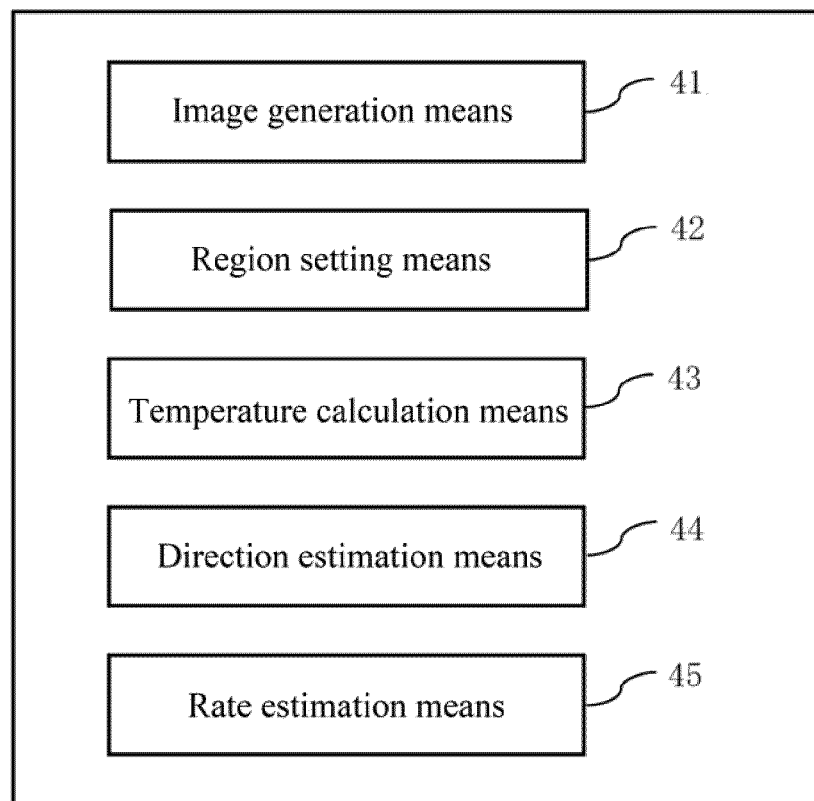 Image generation means
41
Region setting means
42
Temperature calculation means
43
Direction estimation means
44
Rate estimation means
45